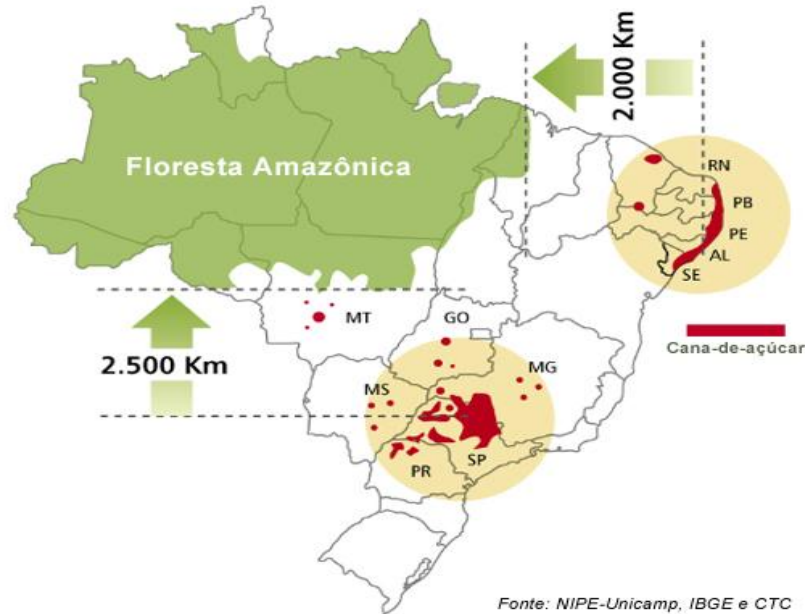 2.000 Km
Floresta Amazônica
RN
PB
PE
AL
SE
Cana-de-açúcar
MT
GO
2.500 Km
MS
MG
SP
PR
Fonte: NIPE-Unicamp, IBGE e CTC